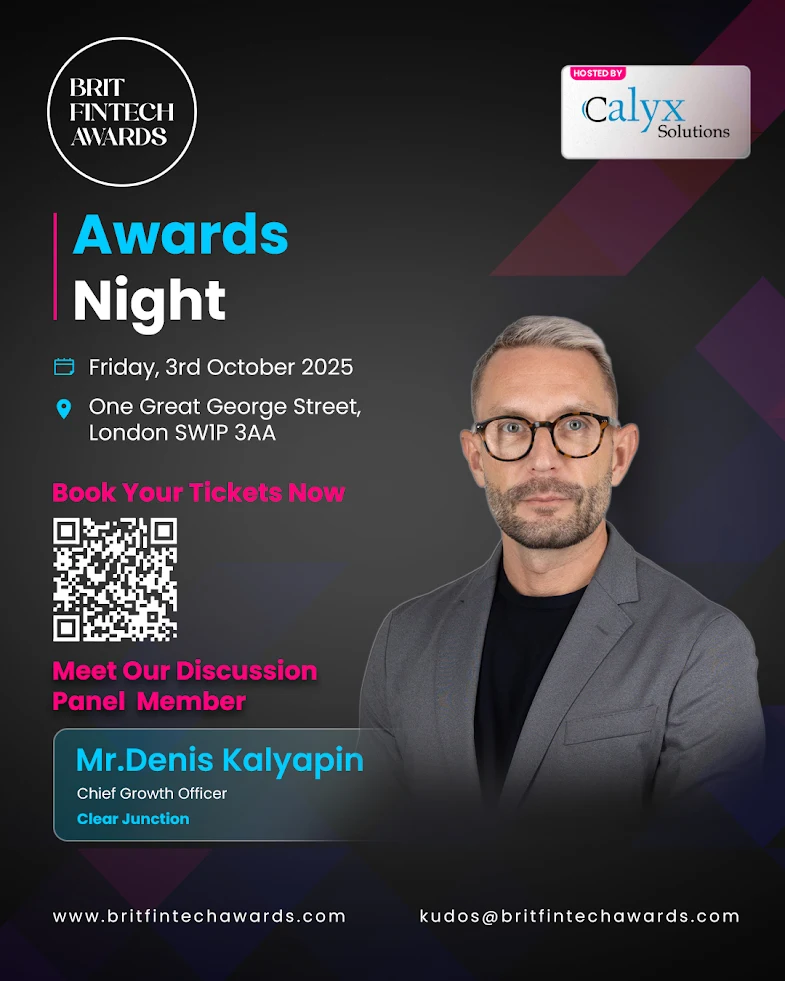 BRIT
FINTECH
AWARDS
HOSTED BY
Calyx
Solutions
Awards
Night
Friday, 3rd October 2025
One Great George Street,
London SW1P 3AA
Book Your Tickets Now
Meet Our Discussion
Panel Member
Mr.Denis Kalyapin
Chief Growth Officer
Clear Junction
www.britfintechawards.com
kudos@britfintechawards.com